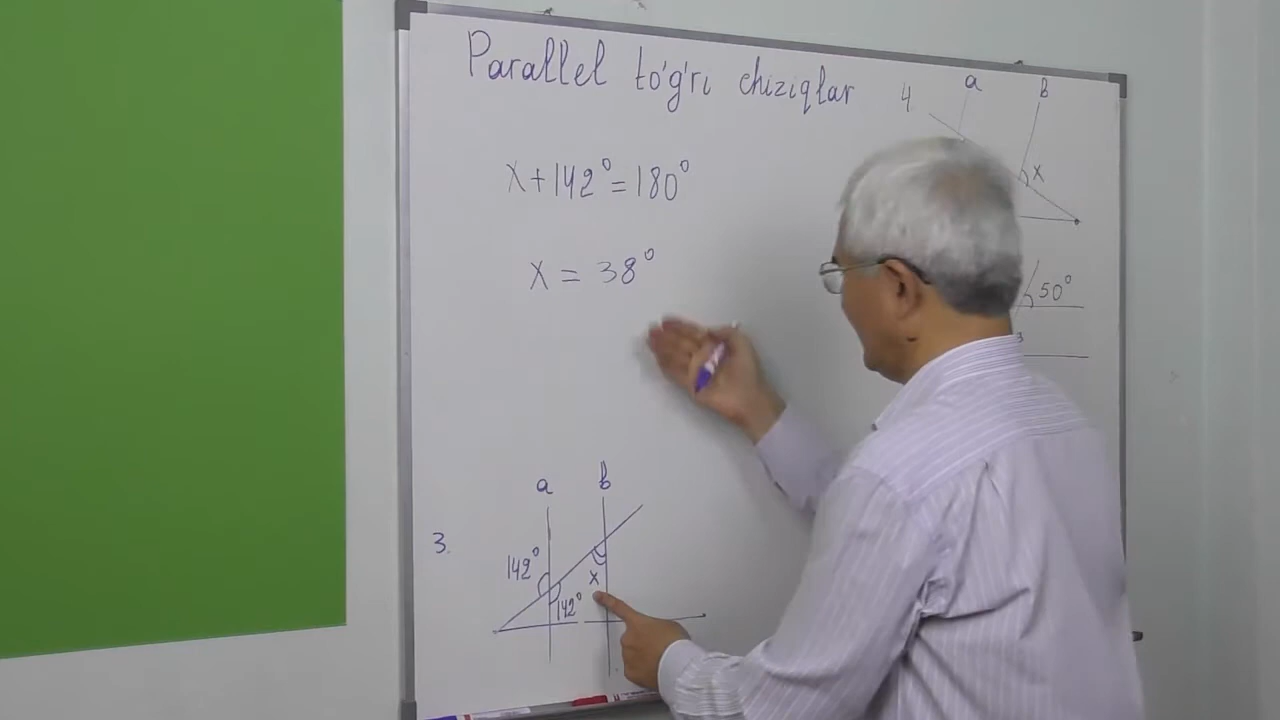 Parallel to'g'ri chiziqlar
x+142°=180°
x = 38°
3.
a
b
142°
142°
x
4
a
b
x
50°